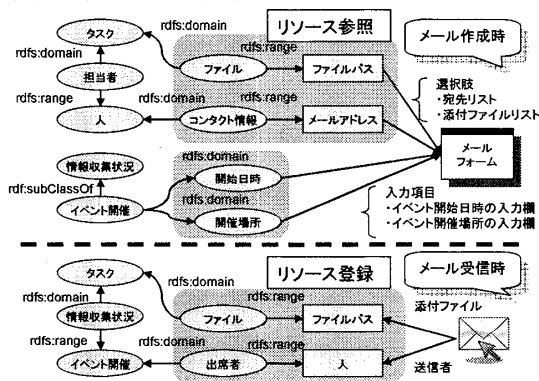 rdfs:domain
リソース参照
メール作成時
タスク
rdfs:domain
rdfs:range
担当者
ファイル
ファイルパス
rdfs:range
rdfs:domain
rdfs:range
人
コンタクト情報
メールアドレス
選択肢
・宛先リスト
・添付ファイルリスト
メール
フォーム
情報収集状況
rdfs:domain
開始日時
rdf:subClassOf
rdfs:domain
イベント開催
開催場所
入力項目
・イベント開始日時の入力欄
・イベント開催場所の入力欄
タスク
rdfs:domain
リソース登録
メール受信時
rdfs:domain
rdfs:range
添付ファイル
情報収集状況
ファイル
ファイルパス
rdfs:range
rdfs:domain
rdfs:range
イベント開催
出席者
人
送信者